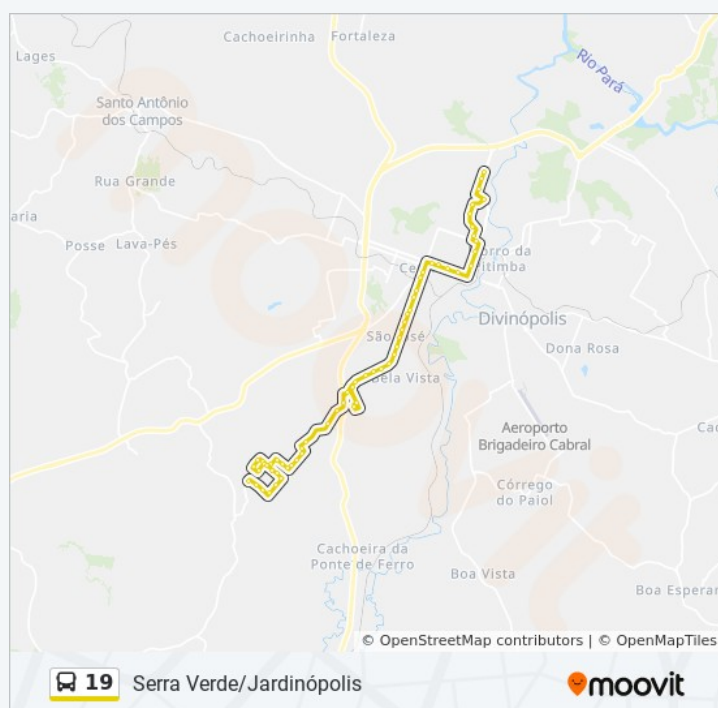 Cachoeirinha
Fortaleza
Lages
Rio Pará
Santo Antônio
dos Campos
Rua Grande
aria
Posse
Lava-Pés
orro da
Ce
itimba
Divinópolis
São José
Dona Rosa
Bela Vista
Aeroporto
Brigadeiro Cabral
Cac
Córrego
do Paiol
Cachoeira da
Ponte de Ferro
Boa Vista
Boa Esperar
© OpenStreetMap contributors | © OpenMapTiles
19 Serra Verde/Jardinópolis
moovit